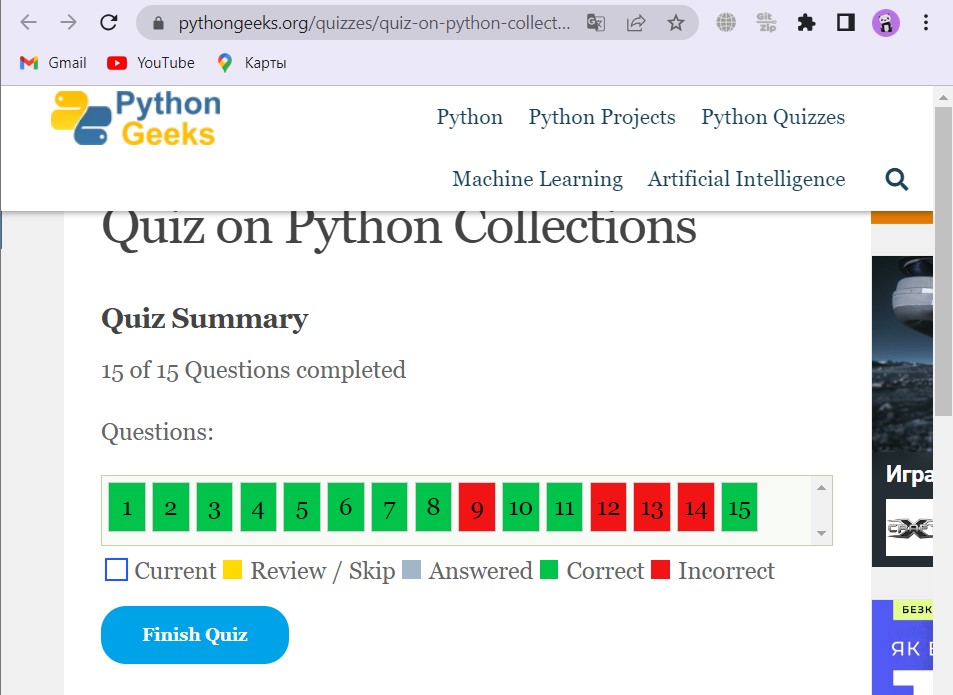 pythongeeks.org/quizzes/quiz-on-python-collect...
Git
zip
Gmail
YouTube
Карты
Python
Geeks
Python
Python Projects
Python Quizzes
Machine Learning
Artificial Intelligence
Quiz on Python Collections
Quiz Summary
15 of 15 Questions completed
Questions:
1 2 3 4 5 6 7 8 9 10 11 12 13 14 15
Current Review / Skip Answered Correct Incorrect
Finish Quiz
Игра
БЕЗК
ЯК